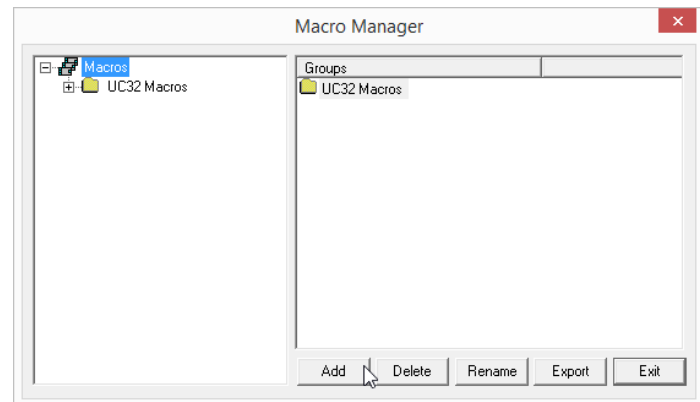 Macro Manager
Macros
UC32 Macros
Groups
UC32 Macros
Add Delete Rename Export Exit